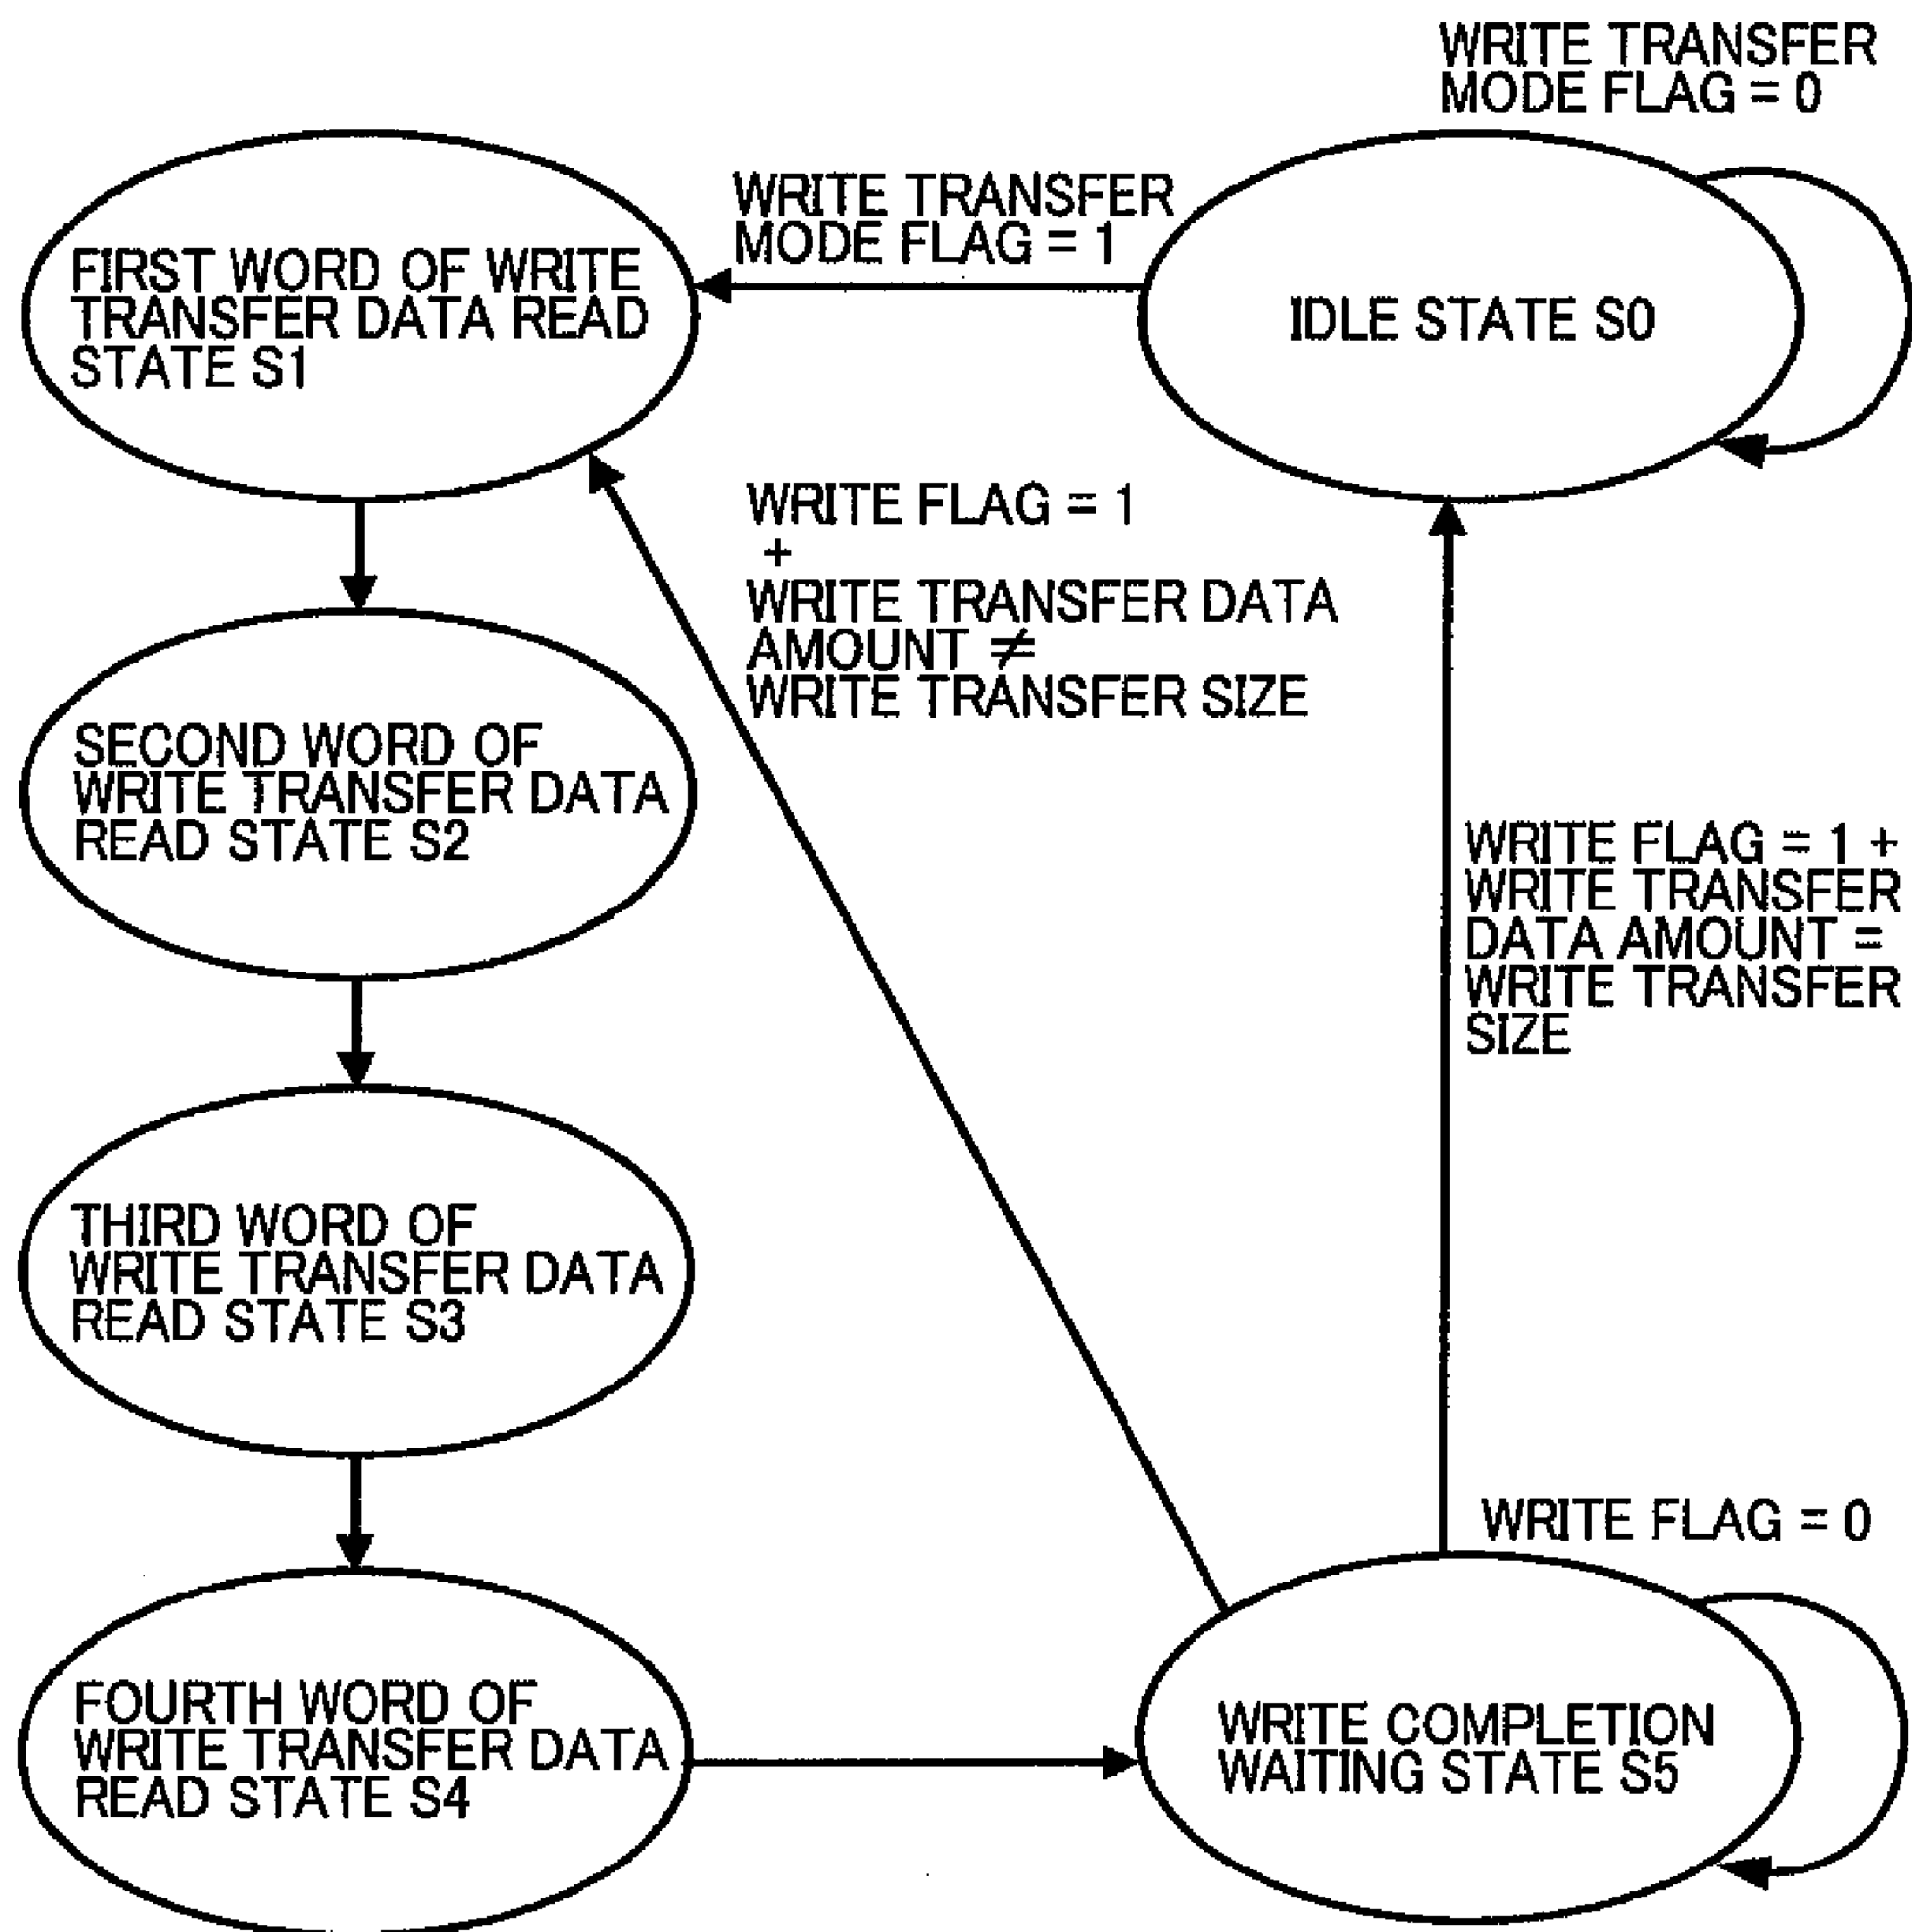 WRITE TRANSFER
MODE FLAG = 0
WRITE TRANSFER
MODE FLAG = 1
FIRST WORD OF WRITE
TRANSFER DATA READ
STATE S1
IDLE STATE S0
WRITE FLAG = 1
+
WRITE TRANSFER DATA
AMOUNT ≠
WRITE TRANSFER SIZE
SECOND WORD OF
WRITE TRANSFER DATA
READ STATE S2
WRITE FLAG = 1 +
WRITE TRANSFER
DATA AMOUNT =
WRITE TRANSFER
SIZE
THIRD WORD OF
WRITE TRANSFER DATA
READ STATE S3
WRITE FLAG = 0
FOURTH WORD OF
WRITE TRANSFER DATA
READ STATE S4
WRITE COMPLETION
WAITING STATE S5